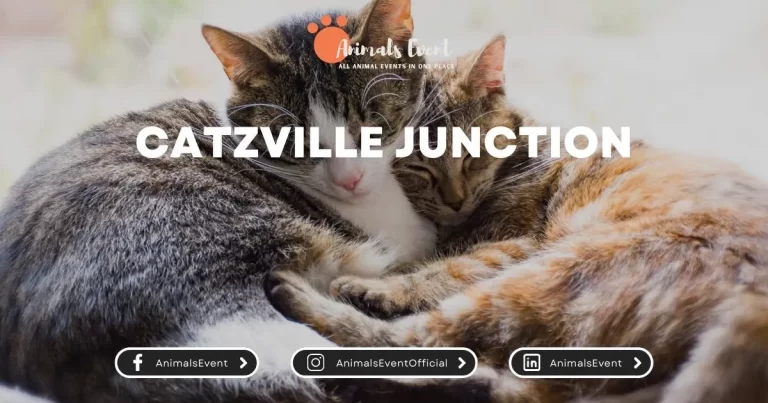 Animals Event
ALL ANIMAL EVENTS IN ONE PLACE
CATZVILLE JUNCTION
AnimalsEvent
AnimalsEventOfficial
AnimalsEvent